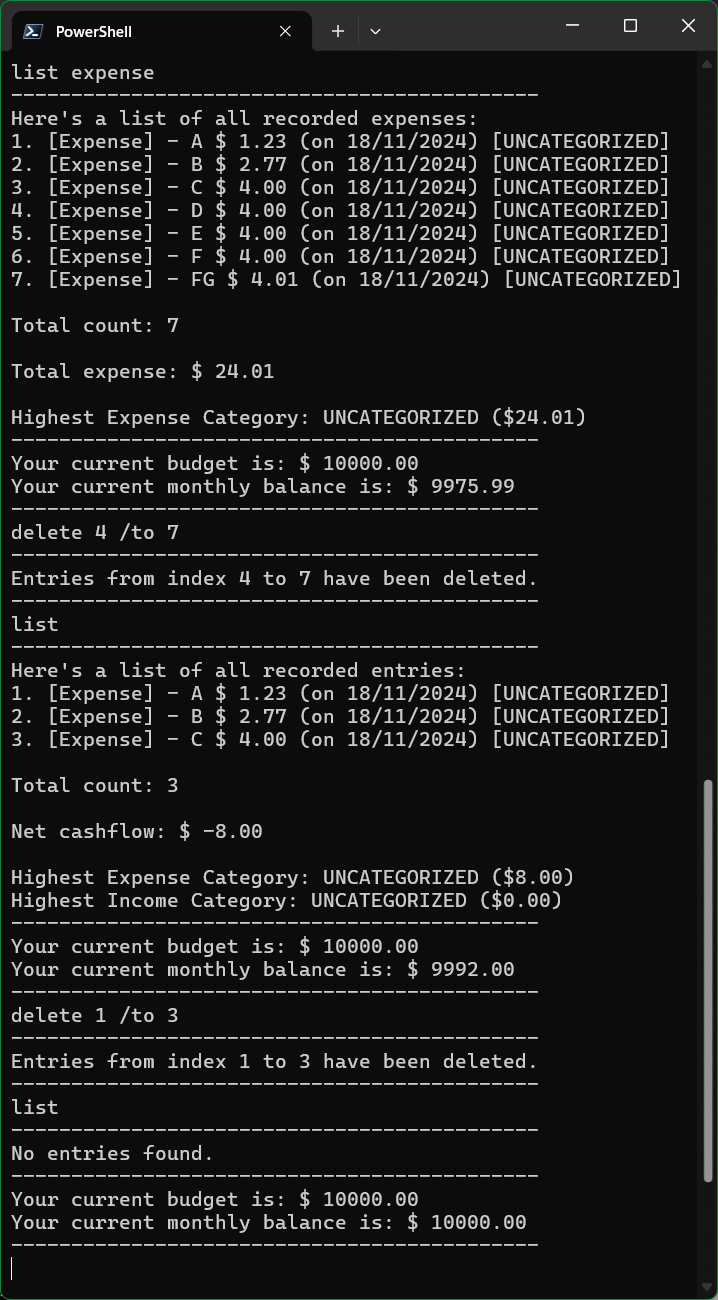 PowerShell
list expense
--------------------------------------------
Here's a list of all recorded expenses:
1. [Expense] - A $ 1.23 (on 18/11/2024) [UNCATEGORIZED]
2. [Expense] - B $ 2.77 (on 18/11/2024) [UNCATEGORIZED]
3. [Expense] - C $ 4.00 (on 18/11/2024) [UNCATEGORIZED]
4. [Expense] - D $ 4.00 (on 18/11/2024) [UNCATEGORIZED]
5. [Expense] - E $ 4.00 (on 18/11/2024) [UNCATEGORIZED]
6. [Expense] - F $ 4.00 (on 18/11/2024) [UNCATEGORIZED]
7. [Expense] - FG $ 4.01 (on 18/11/2024) [UNCATEGORIZED]
Total count: 7
Total expense: $ 24.01
Highest Expense Category: UNCATEGORIZED ($24.01)
--------------------------------------------
Your current budget is: $ 10000.00
Your current monthly balance is: $ 9975.99
--------------------------------------------
delete 4 /to 7
--------------------------------------------
Entries from index 4 to 7 have been deleted.
--------------------------------------------
list
--------------------------------------------
Here's a list of all recorded entries:
1. [Expense] - A $ 1.23 (on 18/11/2024) [UNCATEGORIZED]
2. [Expense] - B $ 2.77 (on 18/11/2024) [UNCATEGORIZED]
3. [Expense] - C $ 4.00 (on 18/11/2024) [UNCATEGORIZED]
Total count: 3
Net cashflow: $ -8.00
Highest Expense Category: UNCATEGORIZED ($8.00)
Highest Income Category: UNCATEGORIZED ($0.00)
--------------------------------------------
Your current budget is: $ 10000.00
Your current monthly balance is: $ 9992.00
--------------------------------------------
delete 1 /to 3
--------------------------------------------
Entries from index 1 to 3 have been deleted.
--------------------------------------------
list
--------------------------------------------
No entries found.
--------------------------------------------
Your current budget is: $ 10000.00
Your current monthly balance is: $ 10000.00
--------------------------------------------